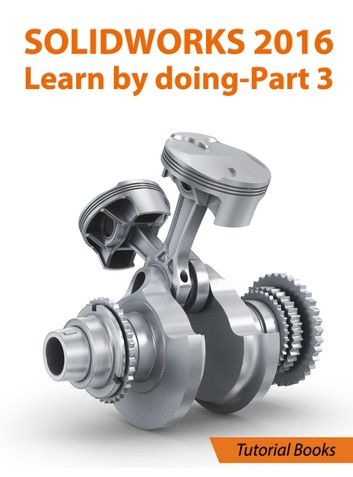 SOLIDWORKS 2016
Learn by doing-Part 3
Tutorial Books